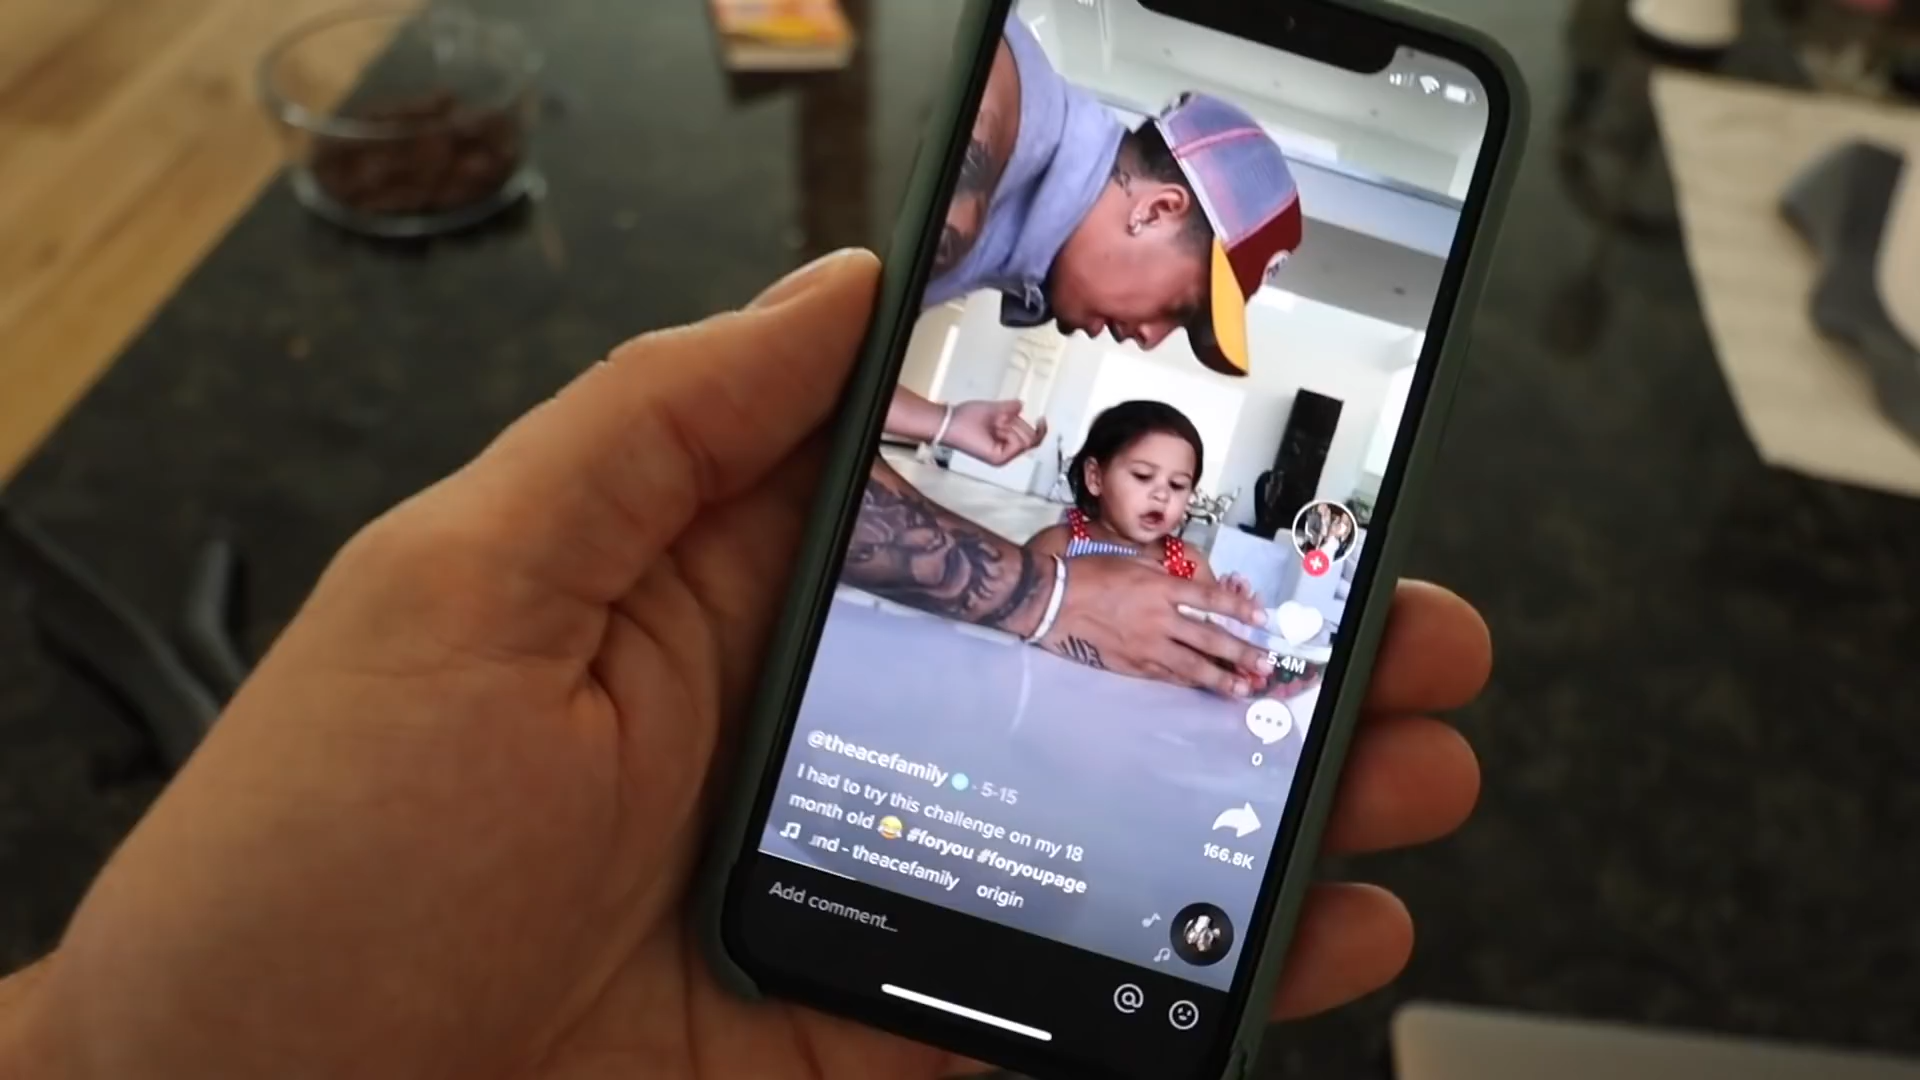 5.4M
0
166.8K
@theacefamily · 5-15
I had to try this challenge on my 18
month old 😂 #foryou #foryoupage
nd - theacefamily origin
Add comment...